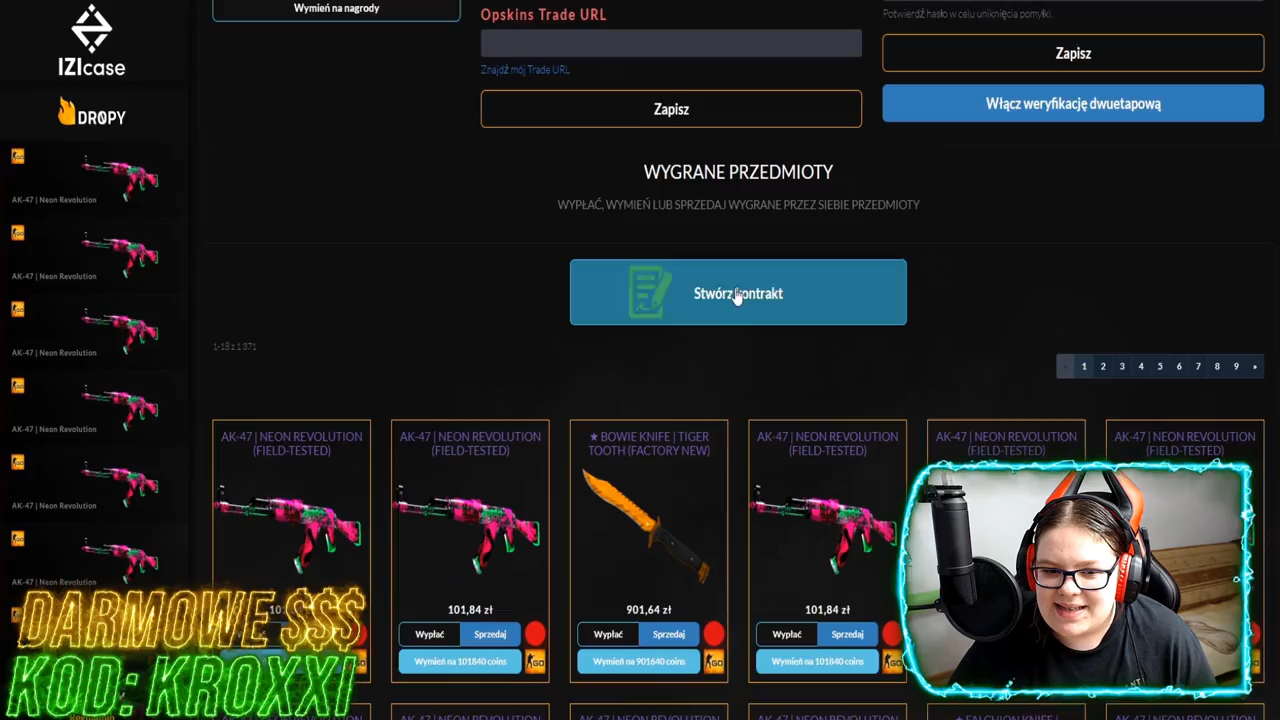 Wymień na nagrody
Opskins Trade URL
Znajdź mój Trade URL
Zapisz
Potwierdź hasło w celu uniknięcia pomyłki.
Zapisz
Włącz weryfikację dwuetapową
IZIcase
DROPY
AK-47 | Neon Revolution
AK-47 | Neon Revolution
AK-47 | Neon Revolution
AK-47 | Neon Revolution
AK-47 | Neon Revolution
AK-47 | Neon Revolution
WYGRANE PRZEDMIOTY
WYPŁAĆ, WYMIEŃ LUB SPRZEDAJ WYGRANE PRZEZ SIEBIE PRZEDMIOTY
Stwórz kontrakt
1-18 z 1 371
1 2 3 4 5 6 7 8 9 »
AK-47 | NEON REVOLUTION
(FIELD-TESTED)
AK-47 | NEON REVOLUTION
(FIELD-TESTED)
101,84 zł
Wypłać Sprzedaj
Wymień na 101840 coins
GO
★ BOWIE KNIFE | TIGER
TOOTH (FACTORY NEW)
901,64 zł
Wypłać Sprzedaj
Wymień na 901640 coins
GO
AK-47 | NEON REVOLUTION
(FIELD-TESTED)
101,84 zł
Wypłać Sprzedaj
Wymień na 101840 coins
GO
AK-47 | NEON REVOLUTION
(FIELD-TESTED)
AK-47 | NEON REVOLUTION
(FIELD-TESTED)
DARMOWE $$$
KOD: KROXXI